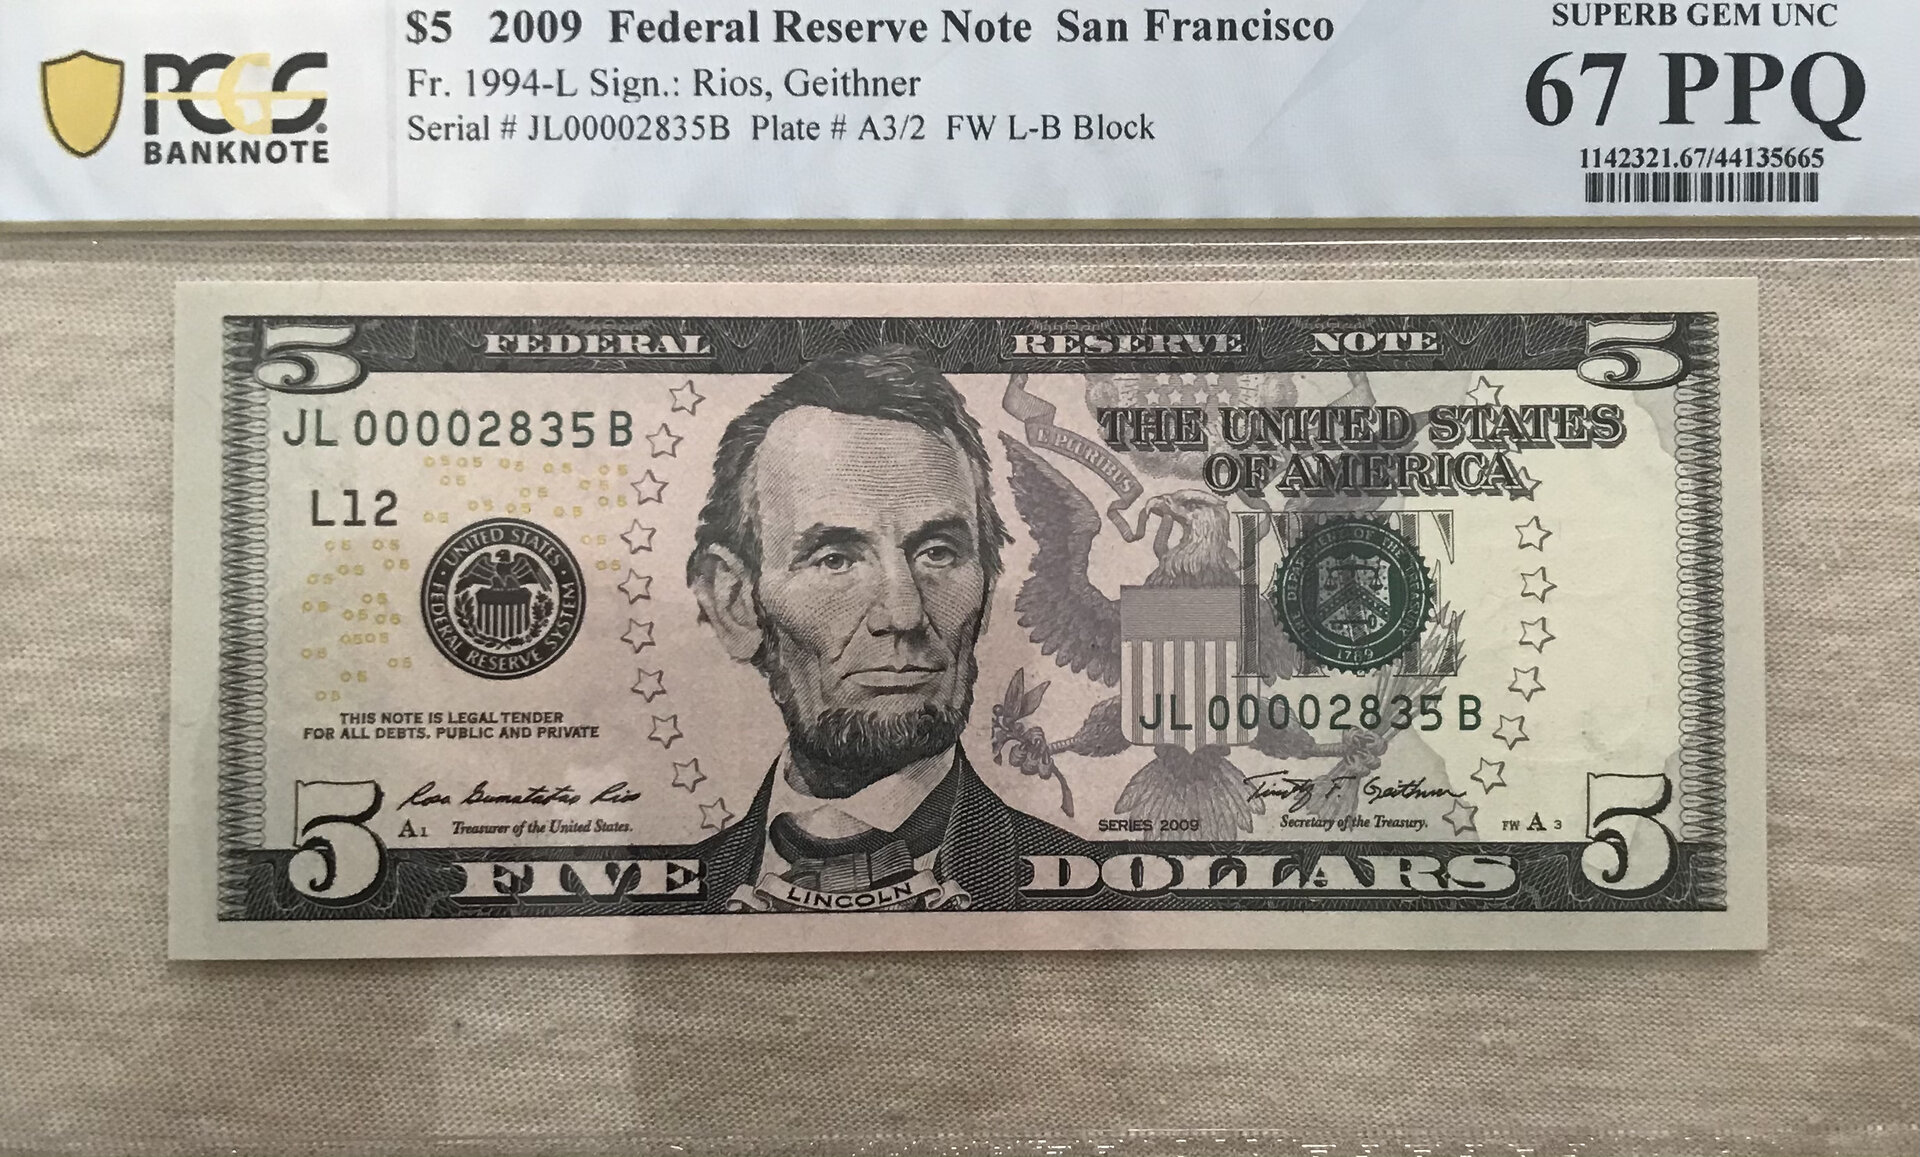 $5 2009 Federal Reserve Note San Francisco
Fr. 1994-L Sign.: Rios, Geithner
Serial # JL00002835B Plate # A3/2 FW L-B Block
PCGS
BANKNOTE
SUPERB GEM UNC
67 PPQ
1142321.67/44135665
5 FEDERAL RESERVE NOTE 5
JL 00002835 B
THE UNITED STATES
OF AMERICA
E PLURIBUS
L12
UNITED STATES
FEDERAL RESERVE SYSTEM
1789
JL 00002835 B
THIS NOTE IS LEGAL TENDER
FOR ALL DEBTS, PUBLIC AND PRIVATE
Rosa Gumataotao Rios
A1 Treasurer of the United States.
Timothy F. Geithner
SERIES 2009 Secretary of the Treasury. FW A 3
5 FIVE LINCOLN DOLLARS 5